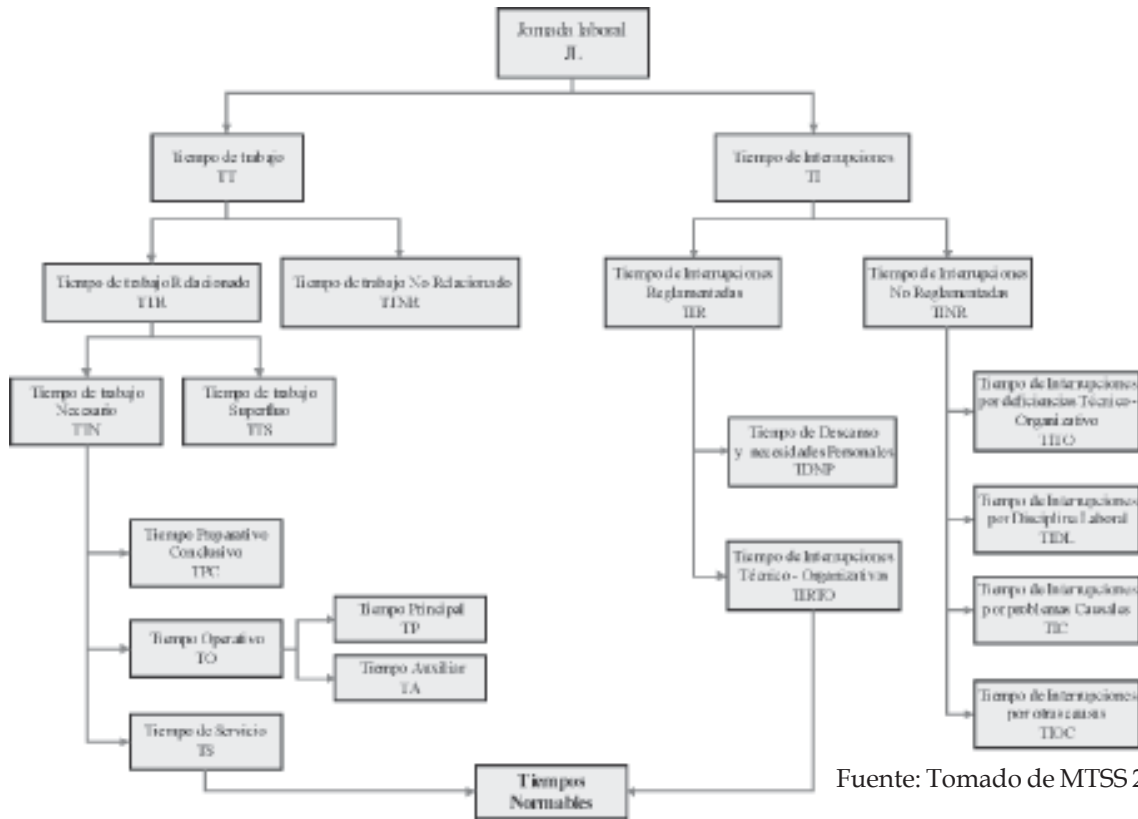 Jornada laboral
JL
Tiempo de trabajo
TT
Tiempo de Interrupciones
TI
Tiempo de trabajo Relacionado
TTR
Tiempo de trabajo No Relacionado
TTNR
Tiempo de Interrupciones
Reglamentadas
TIR
Tiempo de Interrupciones
No Reglamentadas
TINR
Tiempo de trabajo
Necesario
TTN
Tiempo de trabajo
Superfluo
TTS
Tiempo de Descanso
y necesidades Personales
TDNP
Tiempo de Interrupciones
por deficiencias Técnico -
Organizativo
TITO
Tiempo de Interrupciones
por Disciplina Laboral
TIDL
Tiempo Preparativo
Conclusivo
TPC
Tiempo de Interrupciones
Técnico - Organizativas
TIRTO
Tiempo de Interrupciones
por problemas Causales
TIC
Tiempo Operativo
TO
Tiempo Principal
TP
Tiempo Auxiliar
TA
Tiempo de Interrupciones
por otras causas
TIOC
Tiempo de Servicio
TS
Tiempos
Normables
Fuente: Tomado de MTSS 2